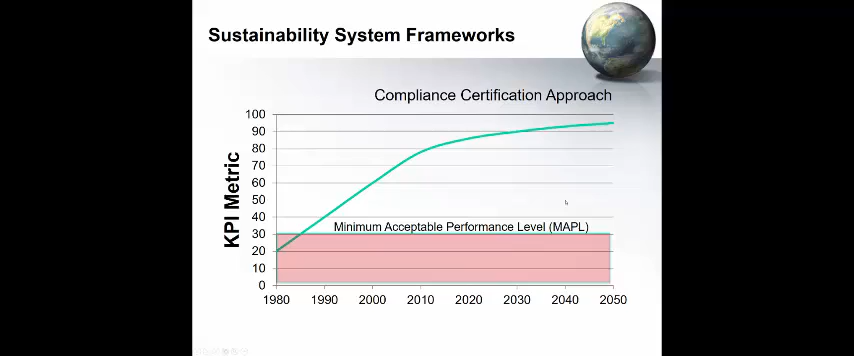 Sustainability System Frameworks
Compliance Certification Approach
KPI Metric
100
90
80
70
60
50
40
30
20
10
0
Minimum Acceptable Performance Level (MAPL)
1980 1990 2000 2010 2020 2030 2040 2050